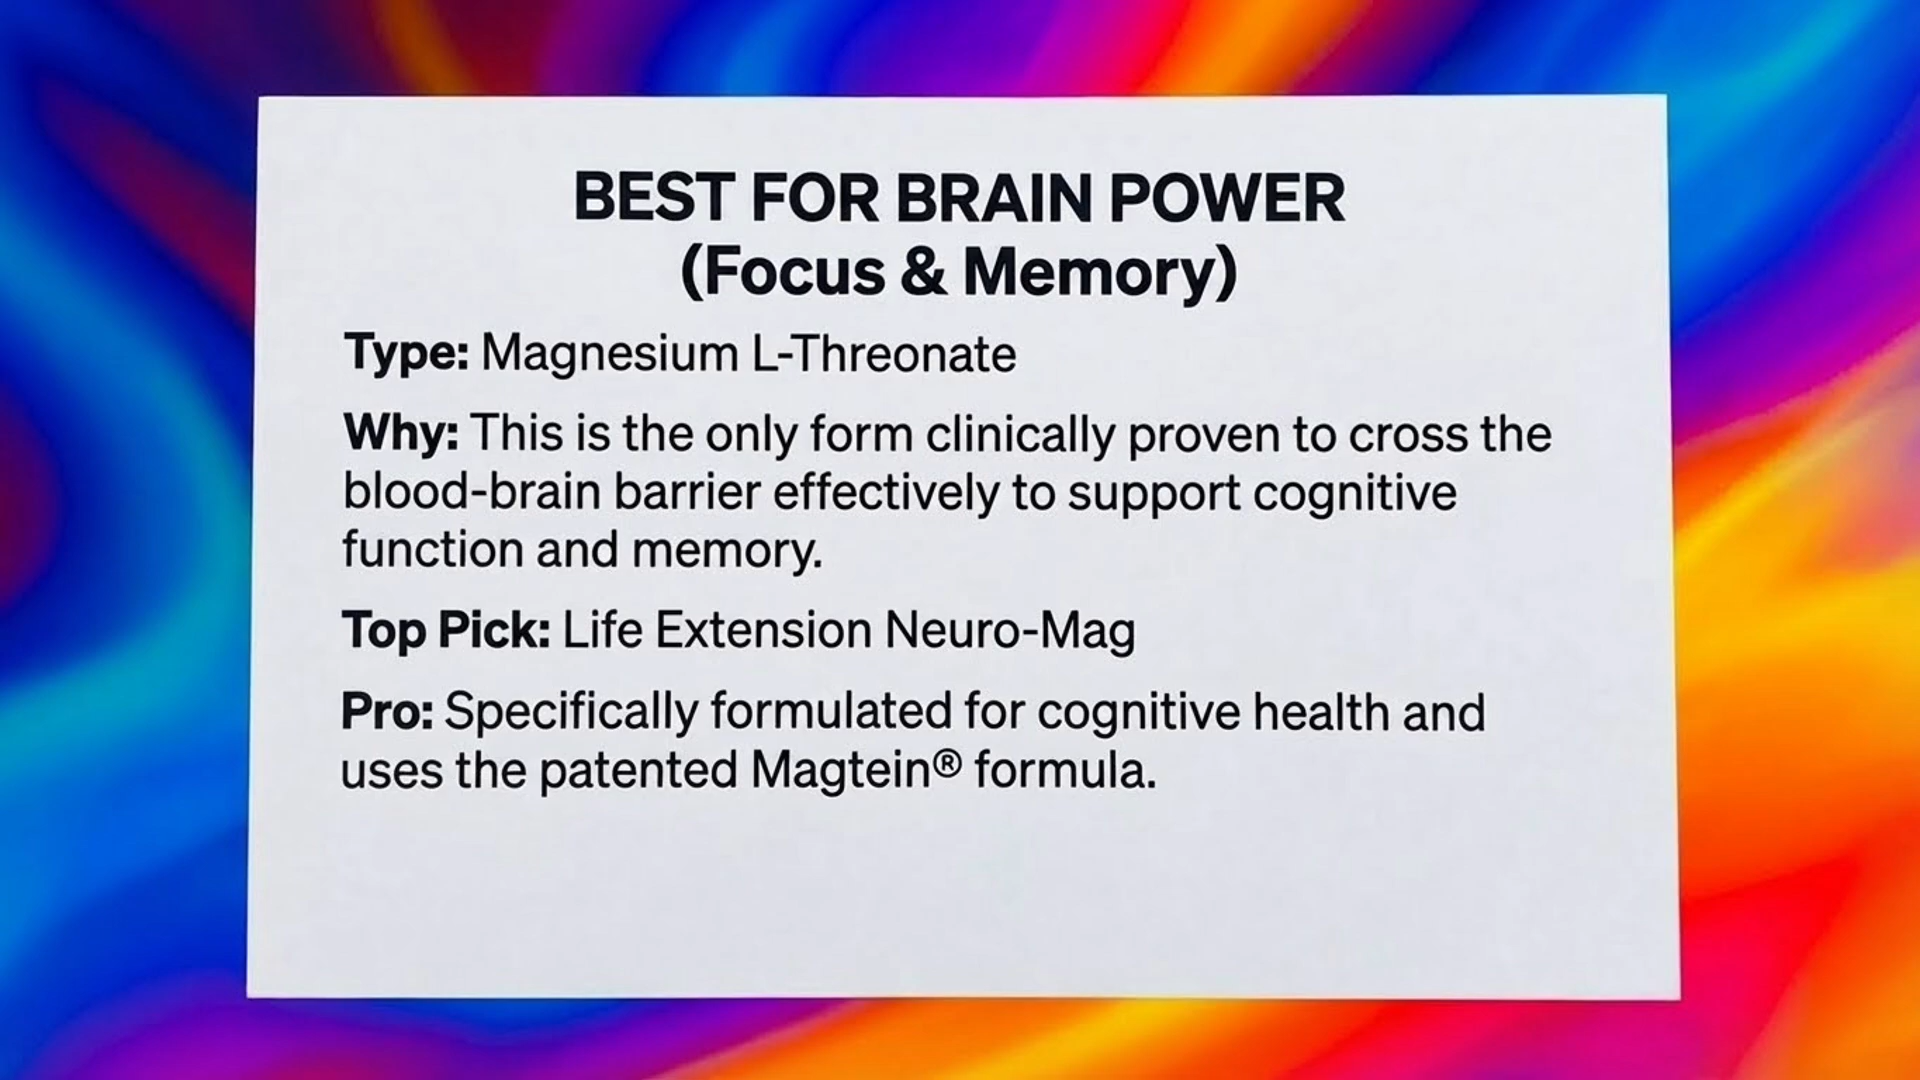 BEST FOR BRAIN POWER
(Focus & Memory)
Type: Magnesium L-Threonate
Why: This is the only form clinically proven to cross the
blood-brain barrier effectively to support cognitive
function and memory.
Top Pick: Life Extension Neuro-Mag
Pro: Specifically formulated for cognitive health and
uses the patented Magtein® formula.